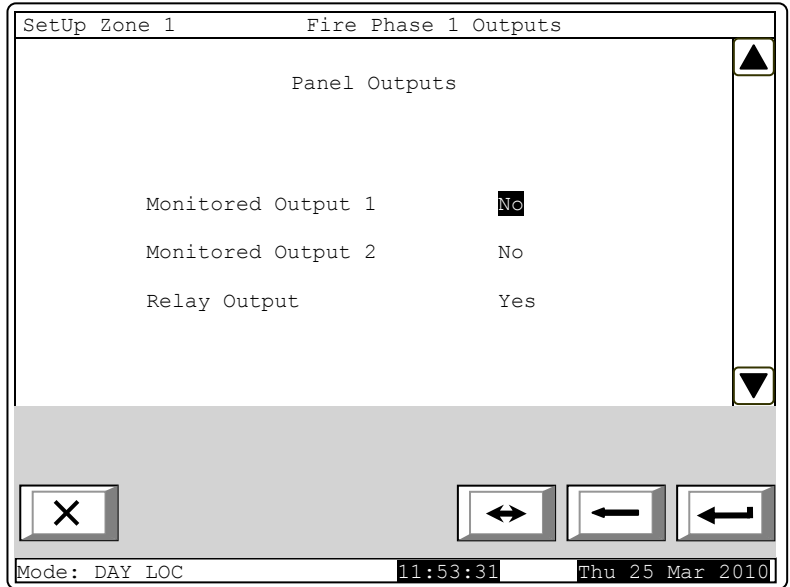 SetUp Zone 1 Fire Phase 1 Outputs
Panel Outputs
Monitored Output 1 No
Monitored Output 2 No
Relay Output Yes
Mode: DAY LOC 11:53:31 Thu 25 Mar 2010